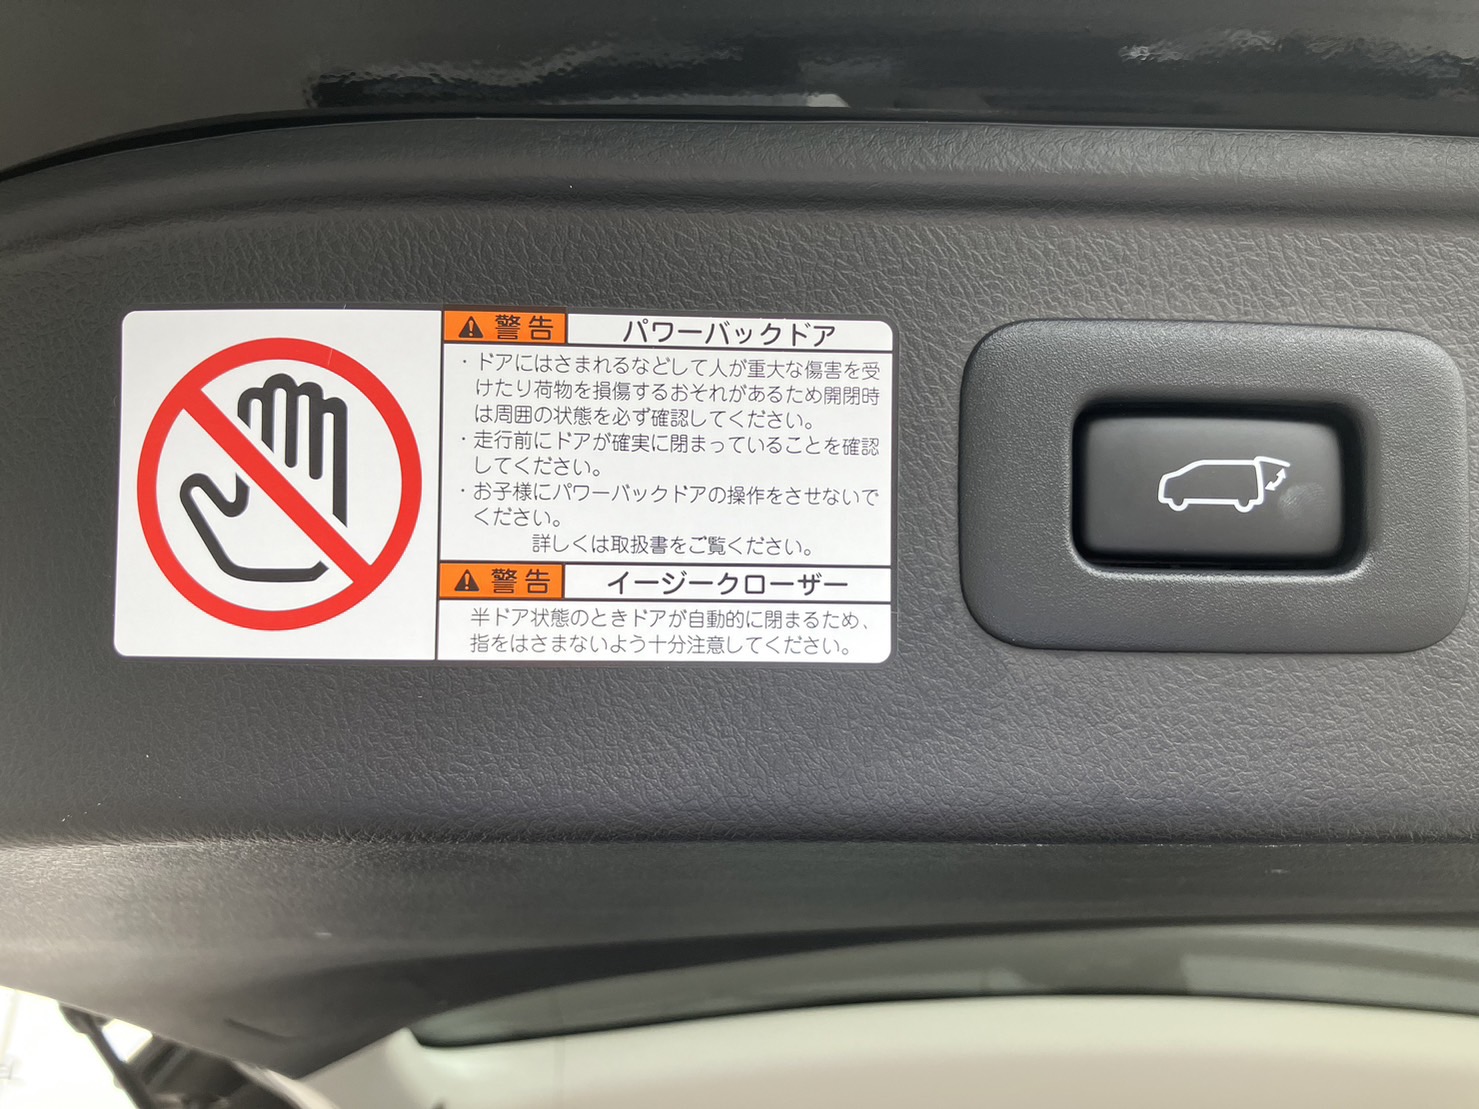 警告 パワーバックドア
・ドアにはさまれるなどして人が重大な傷害を受
けたり荷物を損傷するおそれがあるため開閉時
は周囲の状態を必ず確認してください。
・走行前にドアが確実に閉まっていることを確認
してください。
・お子様にパワーバックドアの操作をさせないで
ください。
詳しくは取扱書をご覧ください。
警告 イージークローザー
半ドア状態のときドアが自動的に閉まるため、
指をはさまないよう十分注意してください。